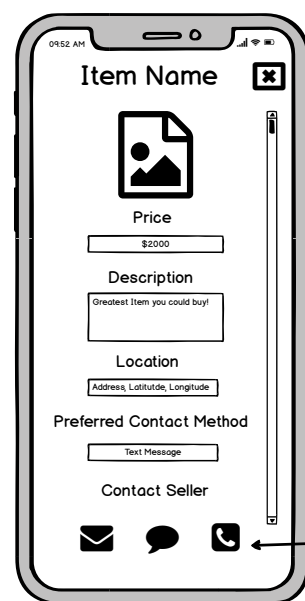 09:52 AM
Item Name
Price
$2000
Description
Greatest Item you could buy!
Location
Address, Latitutde, Longitude
Preferred Contact Method
Text Message
Contact Seller